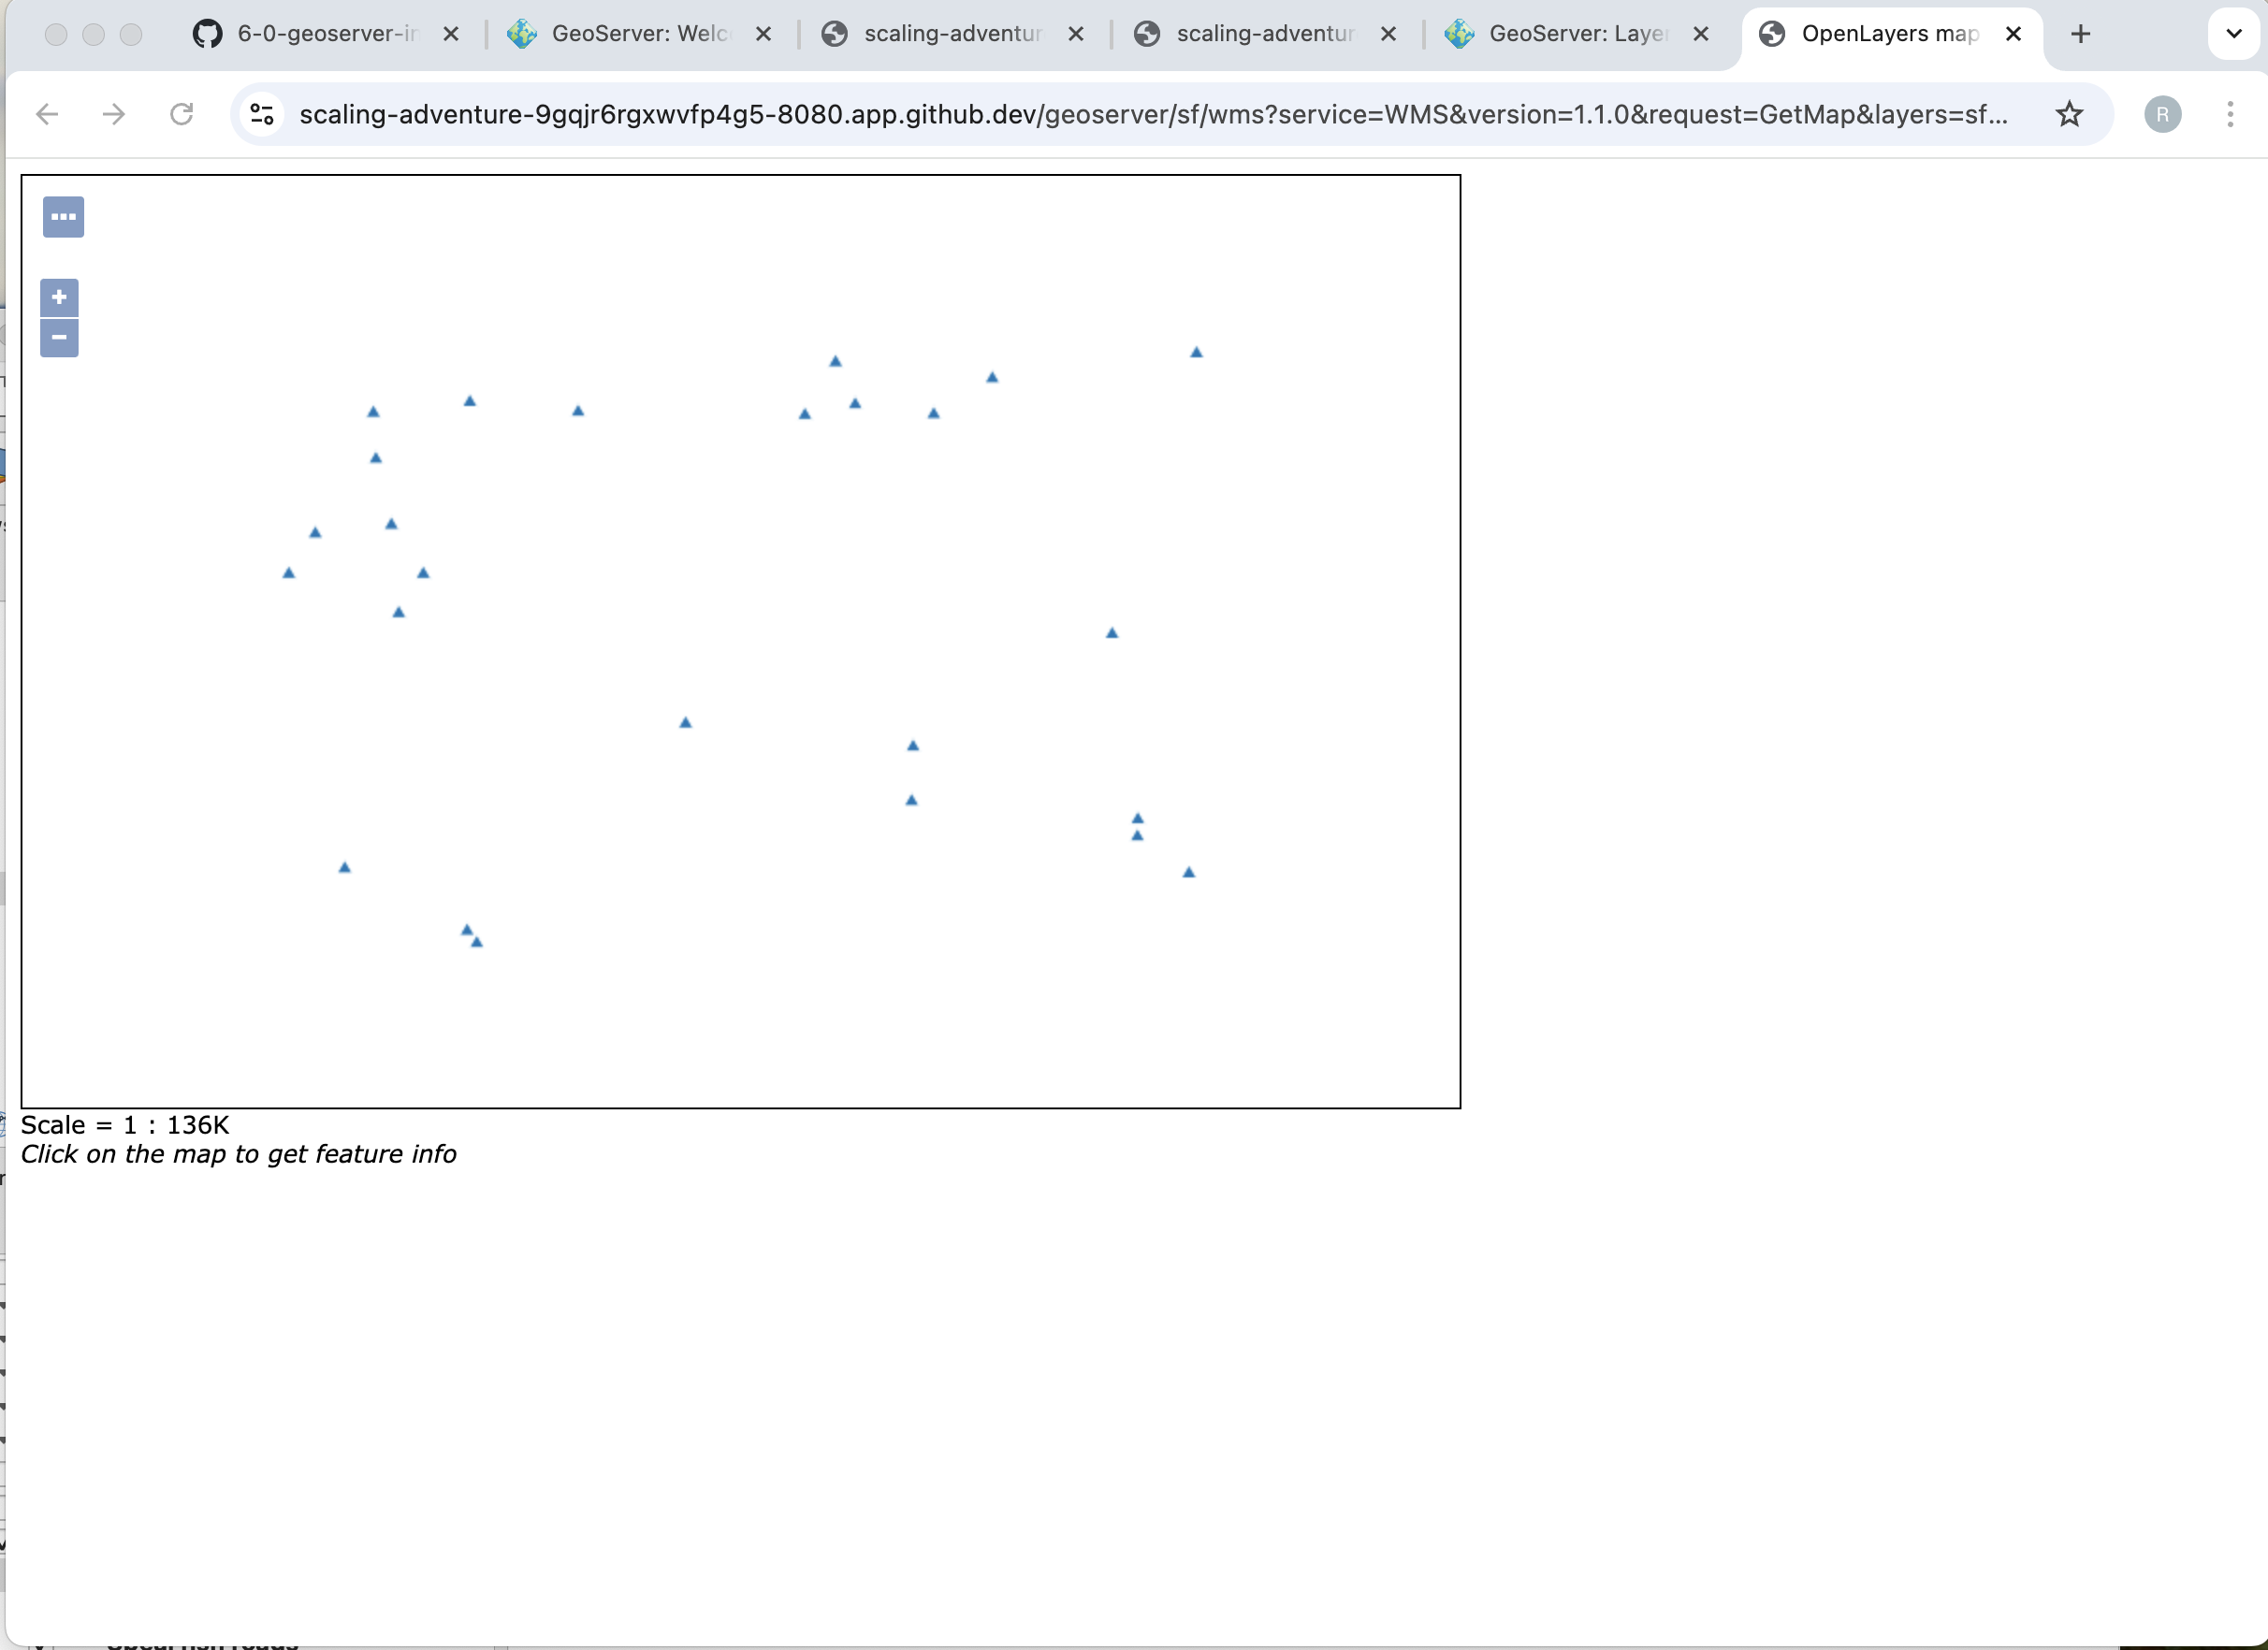 6-0-geoserver-ir
GeoServer: Welc
scaling-adventur
scaling-adventur
GeoServer: Layer
OpenLayers map
scaling-adventure-9gqjr6rgxwvfp4g5-8080.app.github.dev/geoserver/sf/wms?service=WMS&version=1.1.0&request=GetMap&layers=sf...
R
Scale = 1 : 136K
Click on the map to get feature info